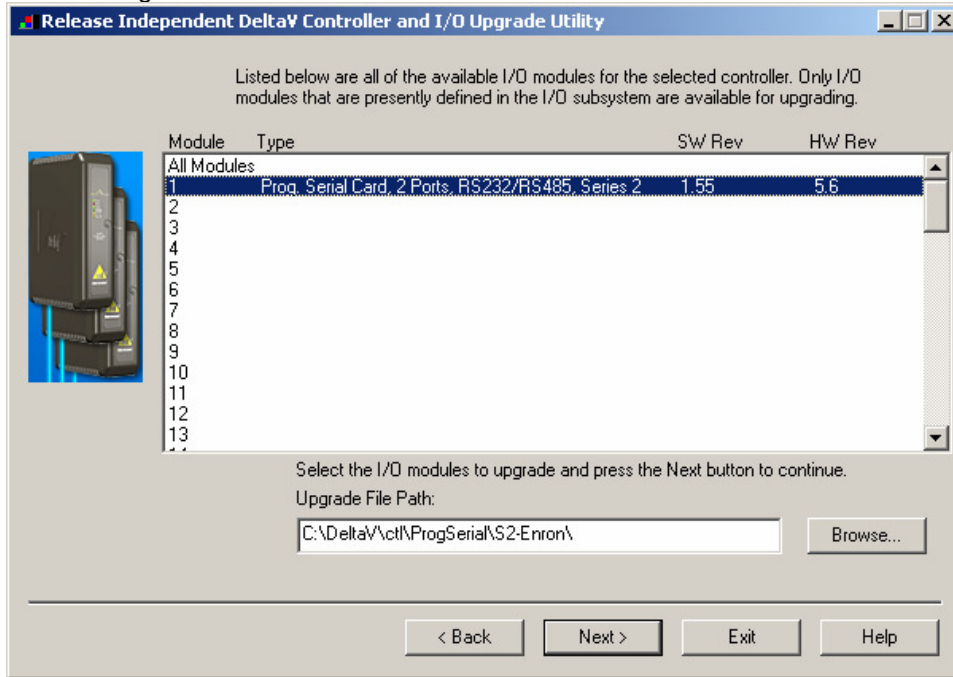 Release Independent DeltaV Controller and I/O Upgrade Utility
Listed below are all of the available I/O modules for the selected controller. Only I/O
modules that are presently defined in the I/O subsystem are available for upgrading.
Module Type SW Rev HW Rev
All Modules
1 Prog. Serial Card, 2 Ports, RS232/RS485, Series 2 1.55 5.6
2
3
4
5
6
7
8
9
10
11
12
13
Select the I/O modules to upgrade and press the Next button to continue.
Upgrade File Path:
C:\DeltaV\ctl\ProgSerial\S2-Enron\ Browse...
< Back Next > Exit Help